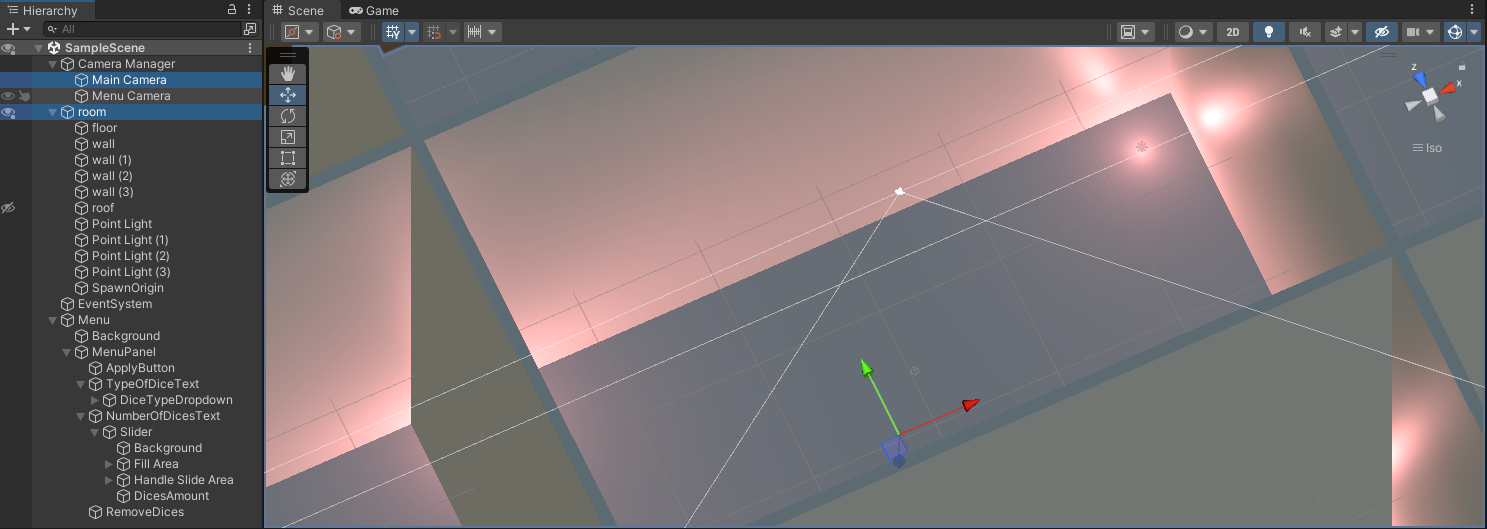 Hierarchy
Scene
Game
All
2D
SampleScene
Camera Manager
Main Camera
Menu Camera
room
floor
wall
wall (1)
wall (2)
wall (3)
roof
Point Light
Point Light (1)
Point Light (2)
Point Light (3)
SpawnOrigin
EventSystem
Menu
Background
MenuPanel
ApplyButton
TypeOfDiceText
DiceTypeDropdown
NumberOfDicesText
Slider
Background
Fill Area
Handle Slide Area
DicesAmount
RemoveDices
z
x
Iso